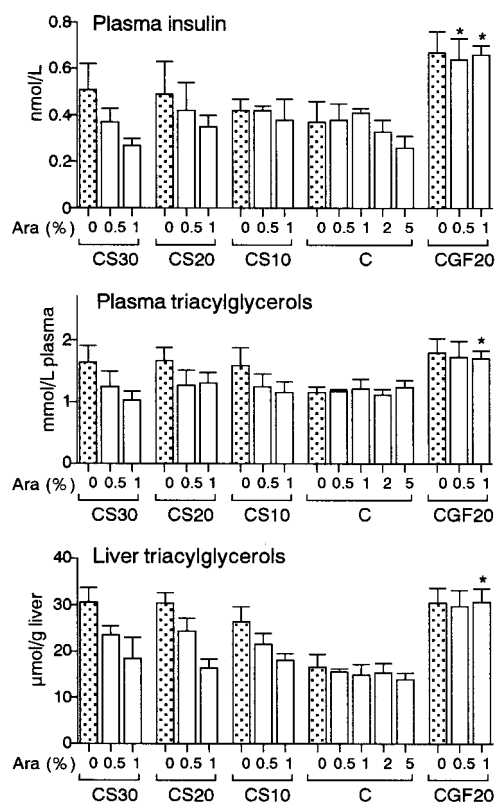 Plasma insulin
nmol/L
0.8
0.6
0.4
0.2
0
* *
Ara (%) 0 0.5 1 0 0.5 1 0 0.5 1 0 0.5 1 2 5 0 0.5 1
CS30 CS20 CS10 C CGF20
Plasma triacylglycerols
mmol/L plasma
2
1
0
*
Ara (%) 0 0.5 1 0 0.5 1 0 0.5 1 0 0.5 1 2 5 0 0.5 1
CS30 CS20 CS10 C CGF20
Liver triacylglycerols
µmol/g liver
40
30
20
10
0
*
Ara (%) 0 0.5 1 0 0.5 1 0 0.5 1 0 0.5 1 2 5 0 0.5 1
CS30 CS20 CS10 C CGF20